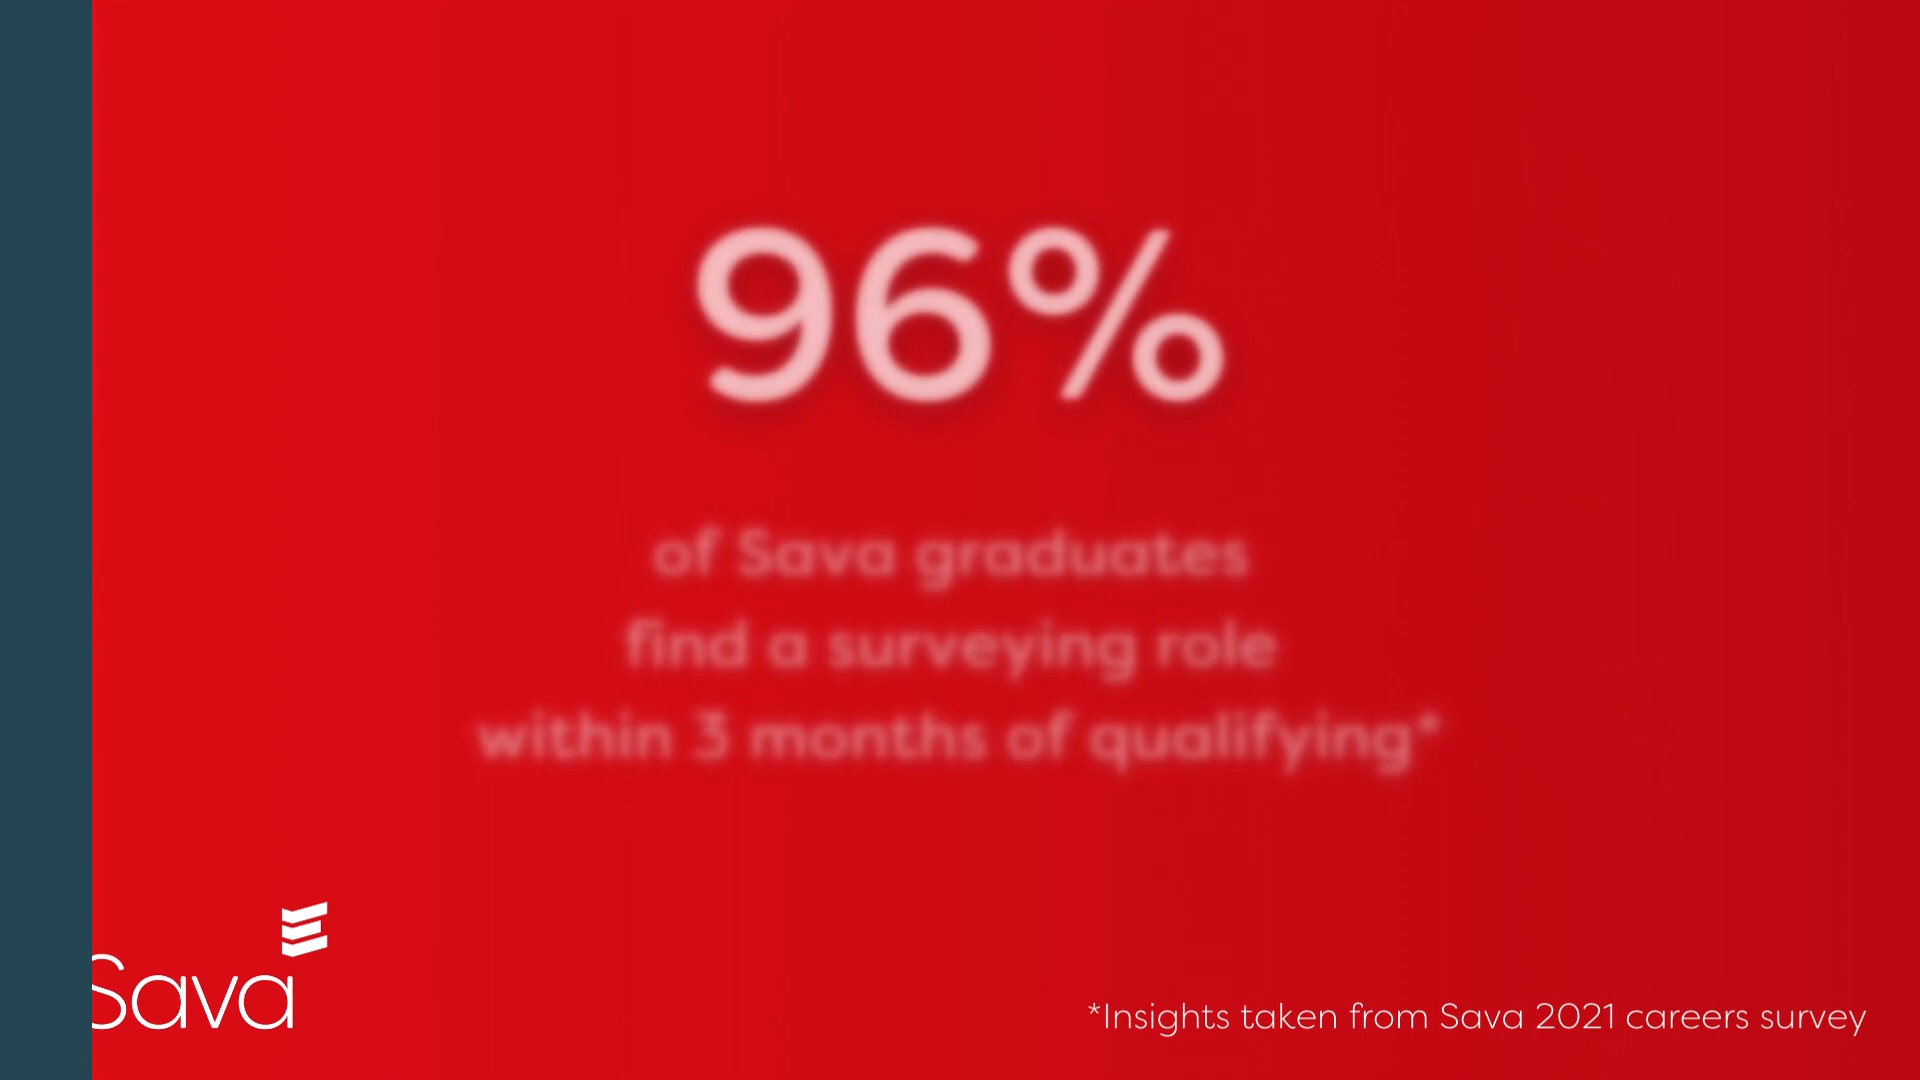 96%
of Sava graduates
find a surveying role
within 3 months of qualifying*
Sava
*Insights taken from Sava 2021 careers survey